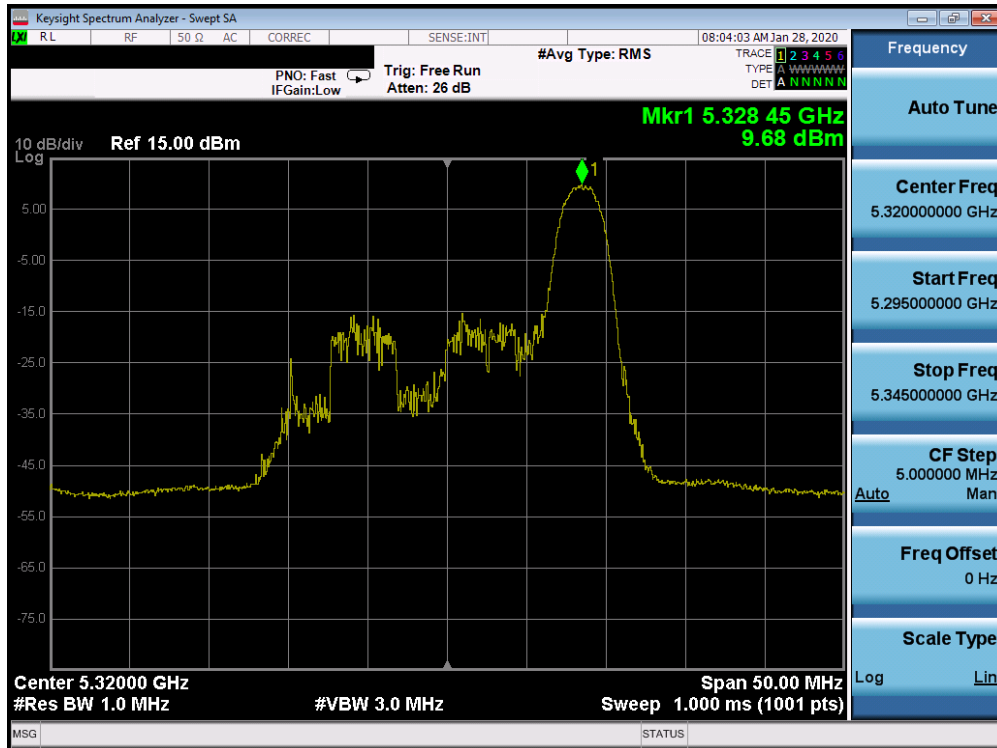 Keysight Spectrum Analyzer - Swept SA
LXI RL RF 50 Ω AC CORREC SENSE:INT 08:04:03 AM Jan 28, 2020
#Avg Type: RMS
TRACE 1 2 3 4 5 6
PNO: Fast Trig: Free Run
TYPE A WWWWW
IFGain:Low Atten: 26 dB
DET A N N N N N
Mkr1 5.328 45 GHz
9.68 dBm
10 dB/div Ref 15.00 dBm
Log
1
5.00
-5.00
-15.0
-25.0
-35.0
-45.0
-55.0
-65.0
-75.0
Center 5.32000 GHz Span 50.00 MHz
#Res BW 1.0 MHz #VBW 3.0 MHz Sweep 1.000 ms (1001 pts)
MSG STATUS
Frequency
Auto Tune
Center Freq
5.320000000 GHz
Start Freq
5.295000000 GHz
Stop Freq
5.345000000 GHz
CF Step
5.000000 MHz
Auto Man
Freq Offset
0 Hz
Scale Type
Log Lin